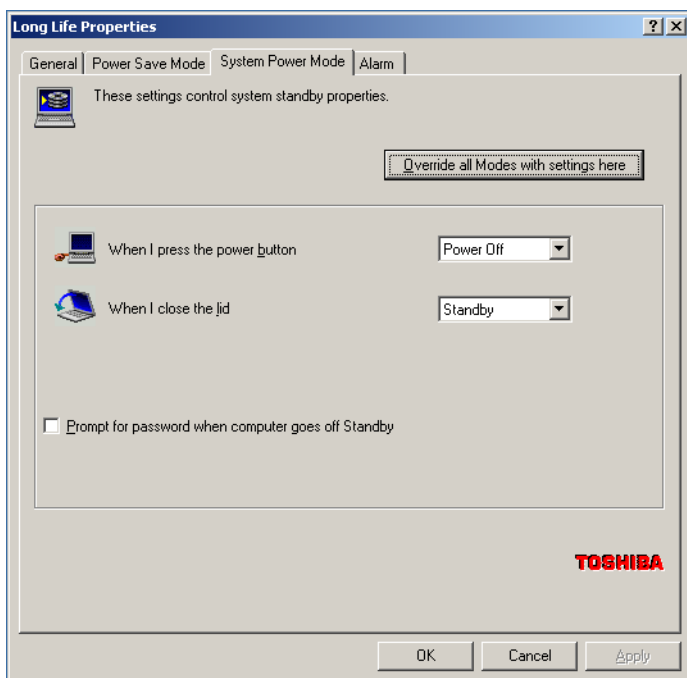 Long Life Properties
General Power Save Mode System Power Mode Alarm
These settings control system standby properties.
Override all Modes with settings here
When I press the power button Power Off
When I close the lid Standby
Prompt for password when computer goes off Standby
TOSHIBA
OK Cancel Apply